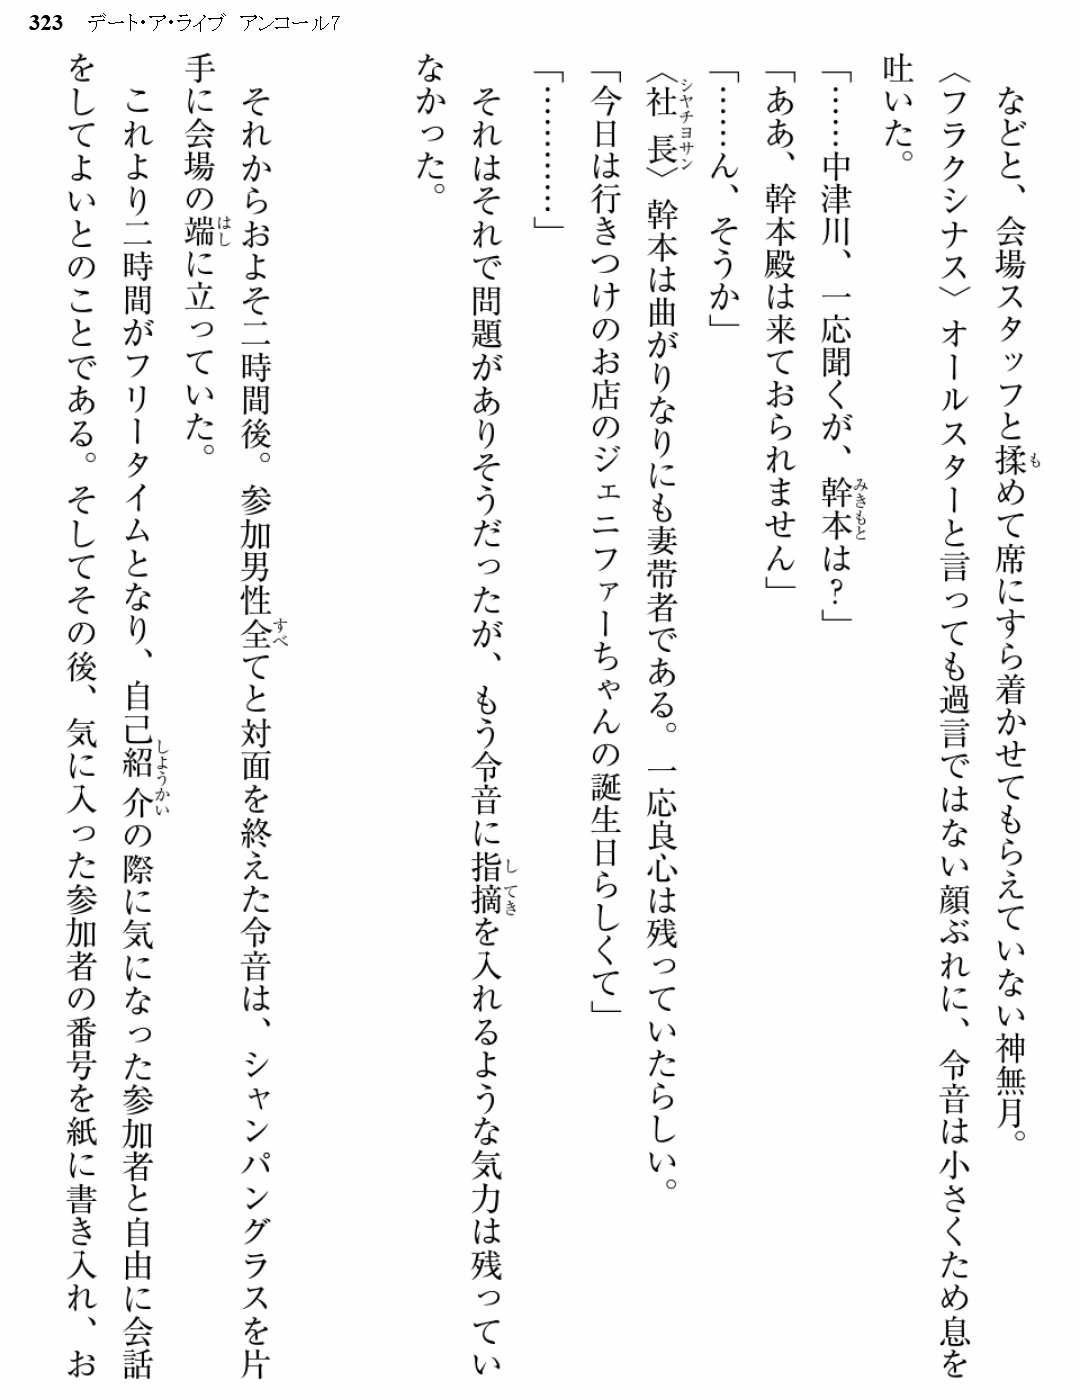 323 デート・ア・ライブ アンコール7
などと、会場スタッフと揉めて席にすら着かせてもらえていない神無月。
〈フラクシナス〉オールスターと言っても過言ではない顔ぶれに、令音は小さくため息を
吐いた。
「……中津川、一応聞くが、幹本は？」
「ああ、幹本殿は来ておられません」
「……ん、そうか」
〈社長〉幹本は曲がりなりにも妻帯者である。一応良心は残っていたらしい。
「今日は行きつけのお店のジェニファーちゃんの誕生日らしくて」
「…………」
それはそれで問題がありそうだったが、もう令音に指摘を入れるような気力は残ってい
なかった。
それからおよそ二時間後。参加男性全てと対面を終えた令音は、シャンパングラスを片
手に会場の端に立っていた。
これより二時間がフリータイムとなり、自己紹介の際に気になった参加者と自由に会話
をしてよいとのことである。そしてその後、気に入った参加者の番号を紙に書き入れ、お